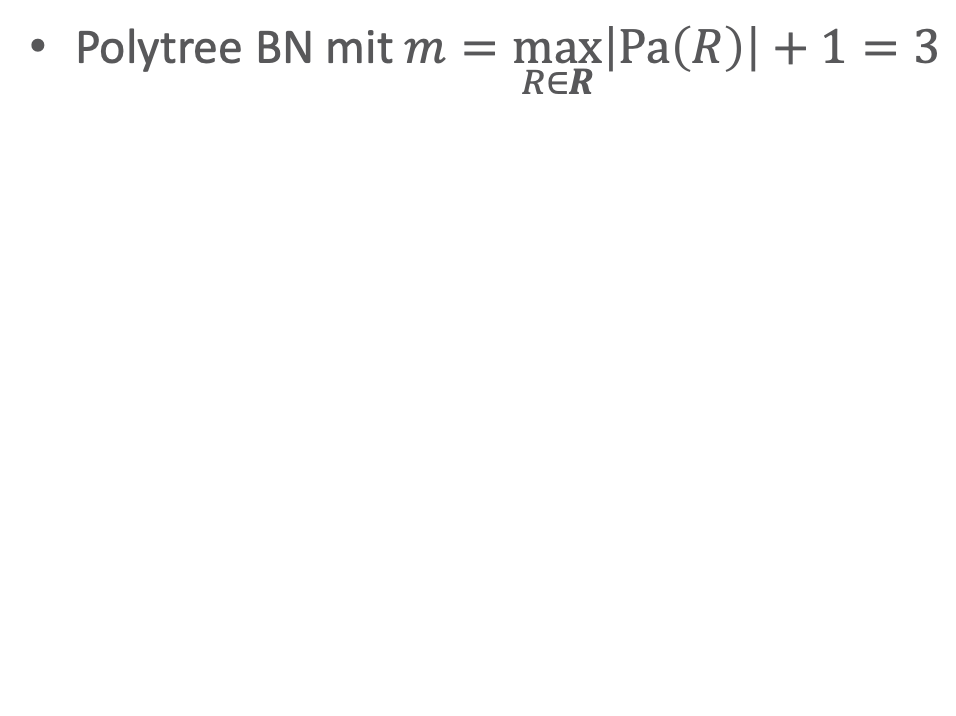 • Polytree BN mit 𝑚 = max|Pa(𝑅)| + 1 = 3
𝑅∈𝑹